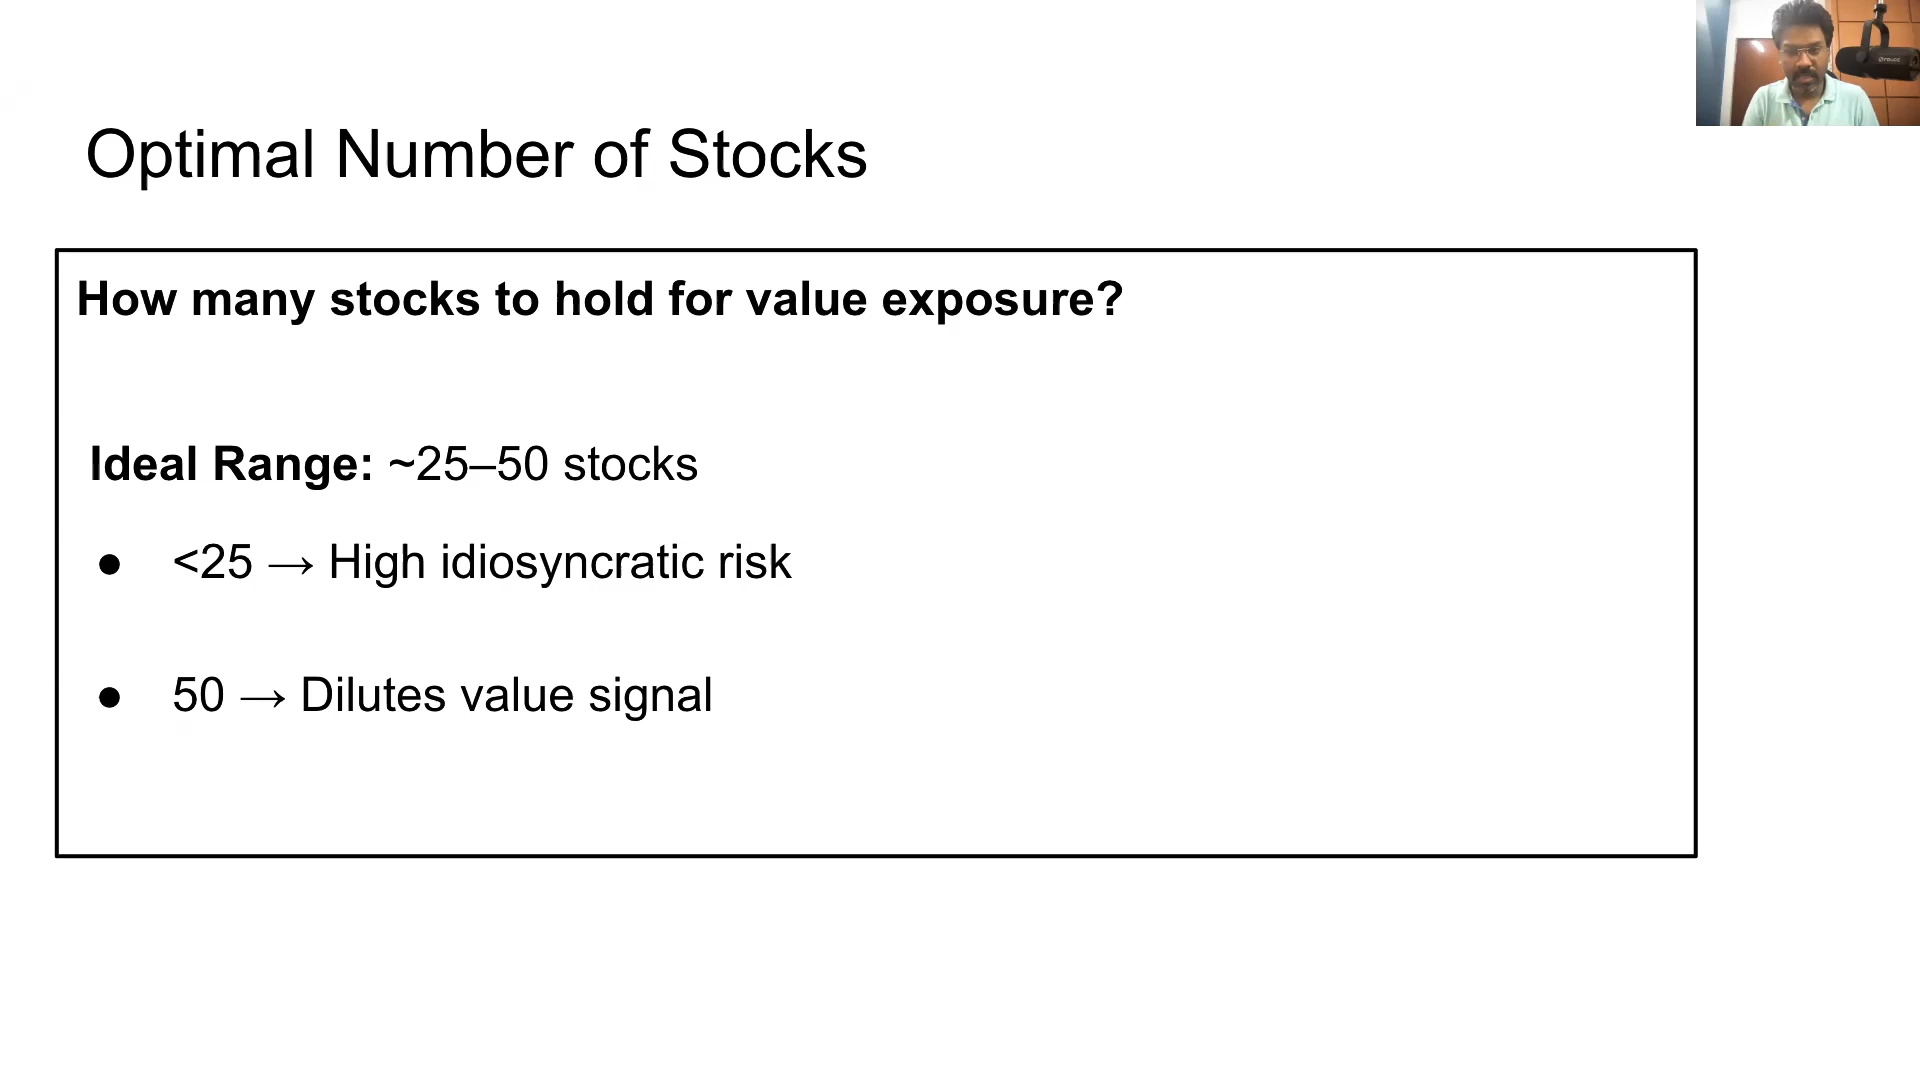 Optimal Number of Stocks
How many stocks to hold for value exposure?
Ideal Range: ~25–50 stocks
● <25 → High idiosyncratic risk
● 50 → Dilutes value signal